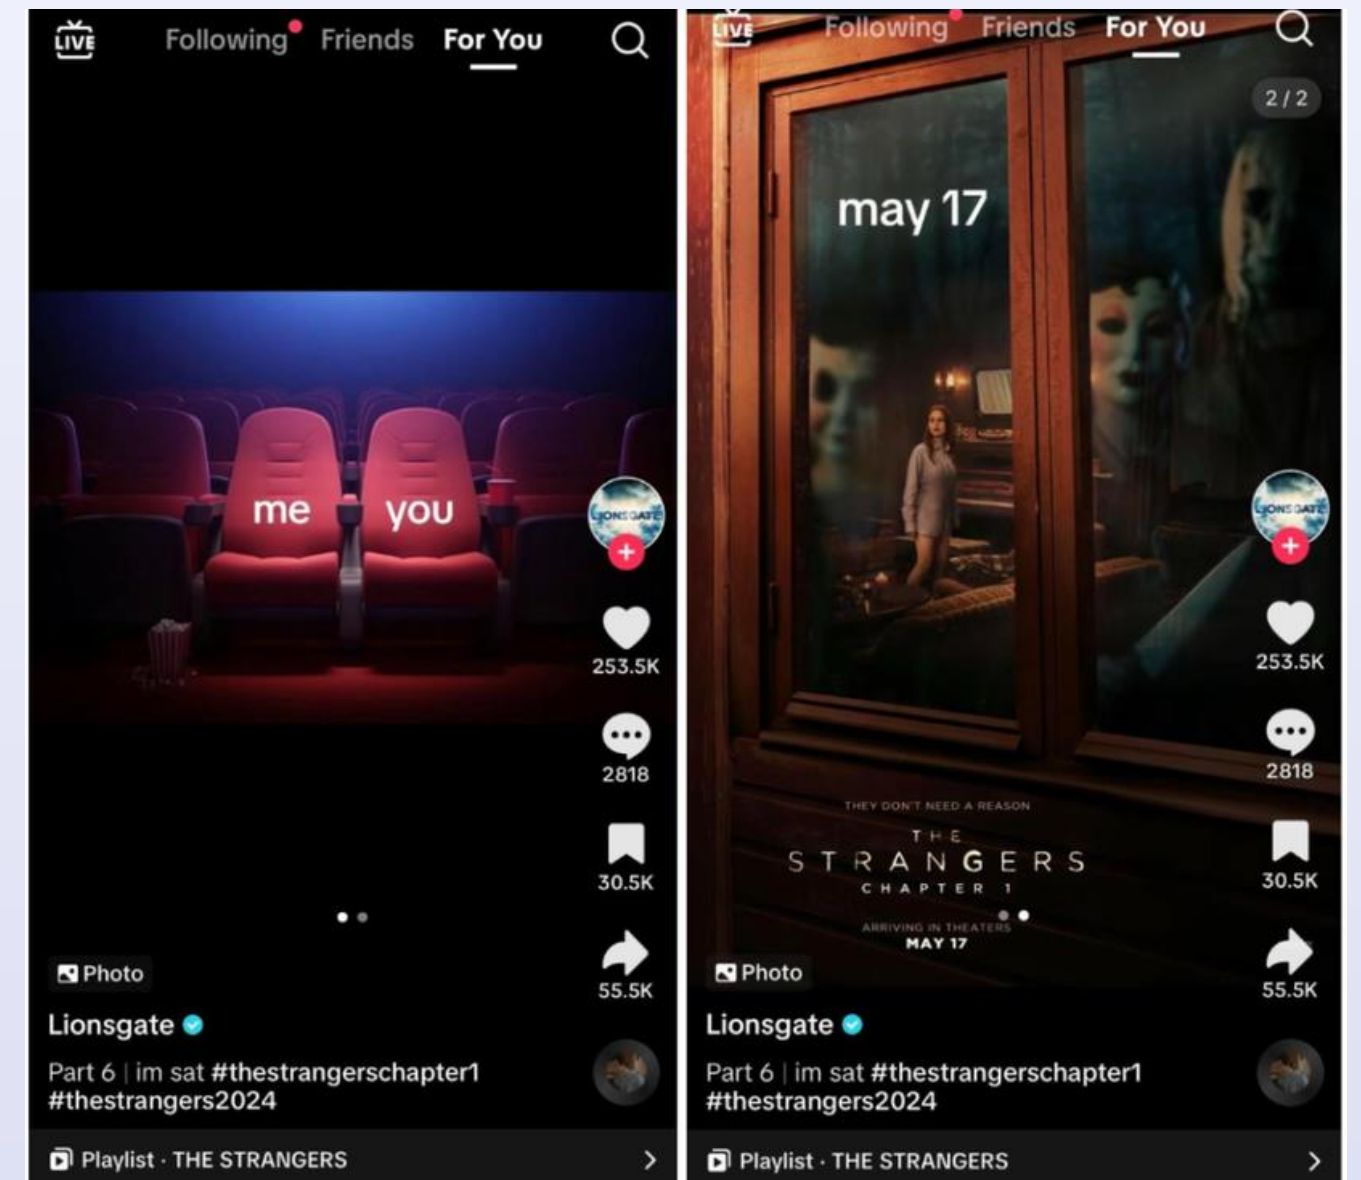 LIVE
Following Friends For You
me you
LIONSGATE
253.5K
2818
30.5K
55.5K
Photo
Lionsgate
Part 6 | im sat #thestrangerschapter1
#thestrangers2024
Playlist · THE STRANGERS
LIVE
Following Friends For You
2 / 2
may 17
LIONSGATE
253.5K
2818
THEY DON'T NEED A REASON
THE
STRANGERS
CHAPTER 1
30.5K
ARRIVING IN THEATERS
MAY 17
55.5K
Photo
Lionsgate
Part 6 | im sat #thestrangerschapter1
#thestrangers2024
Playlist · THE STRANGERS